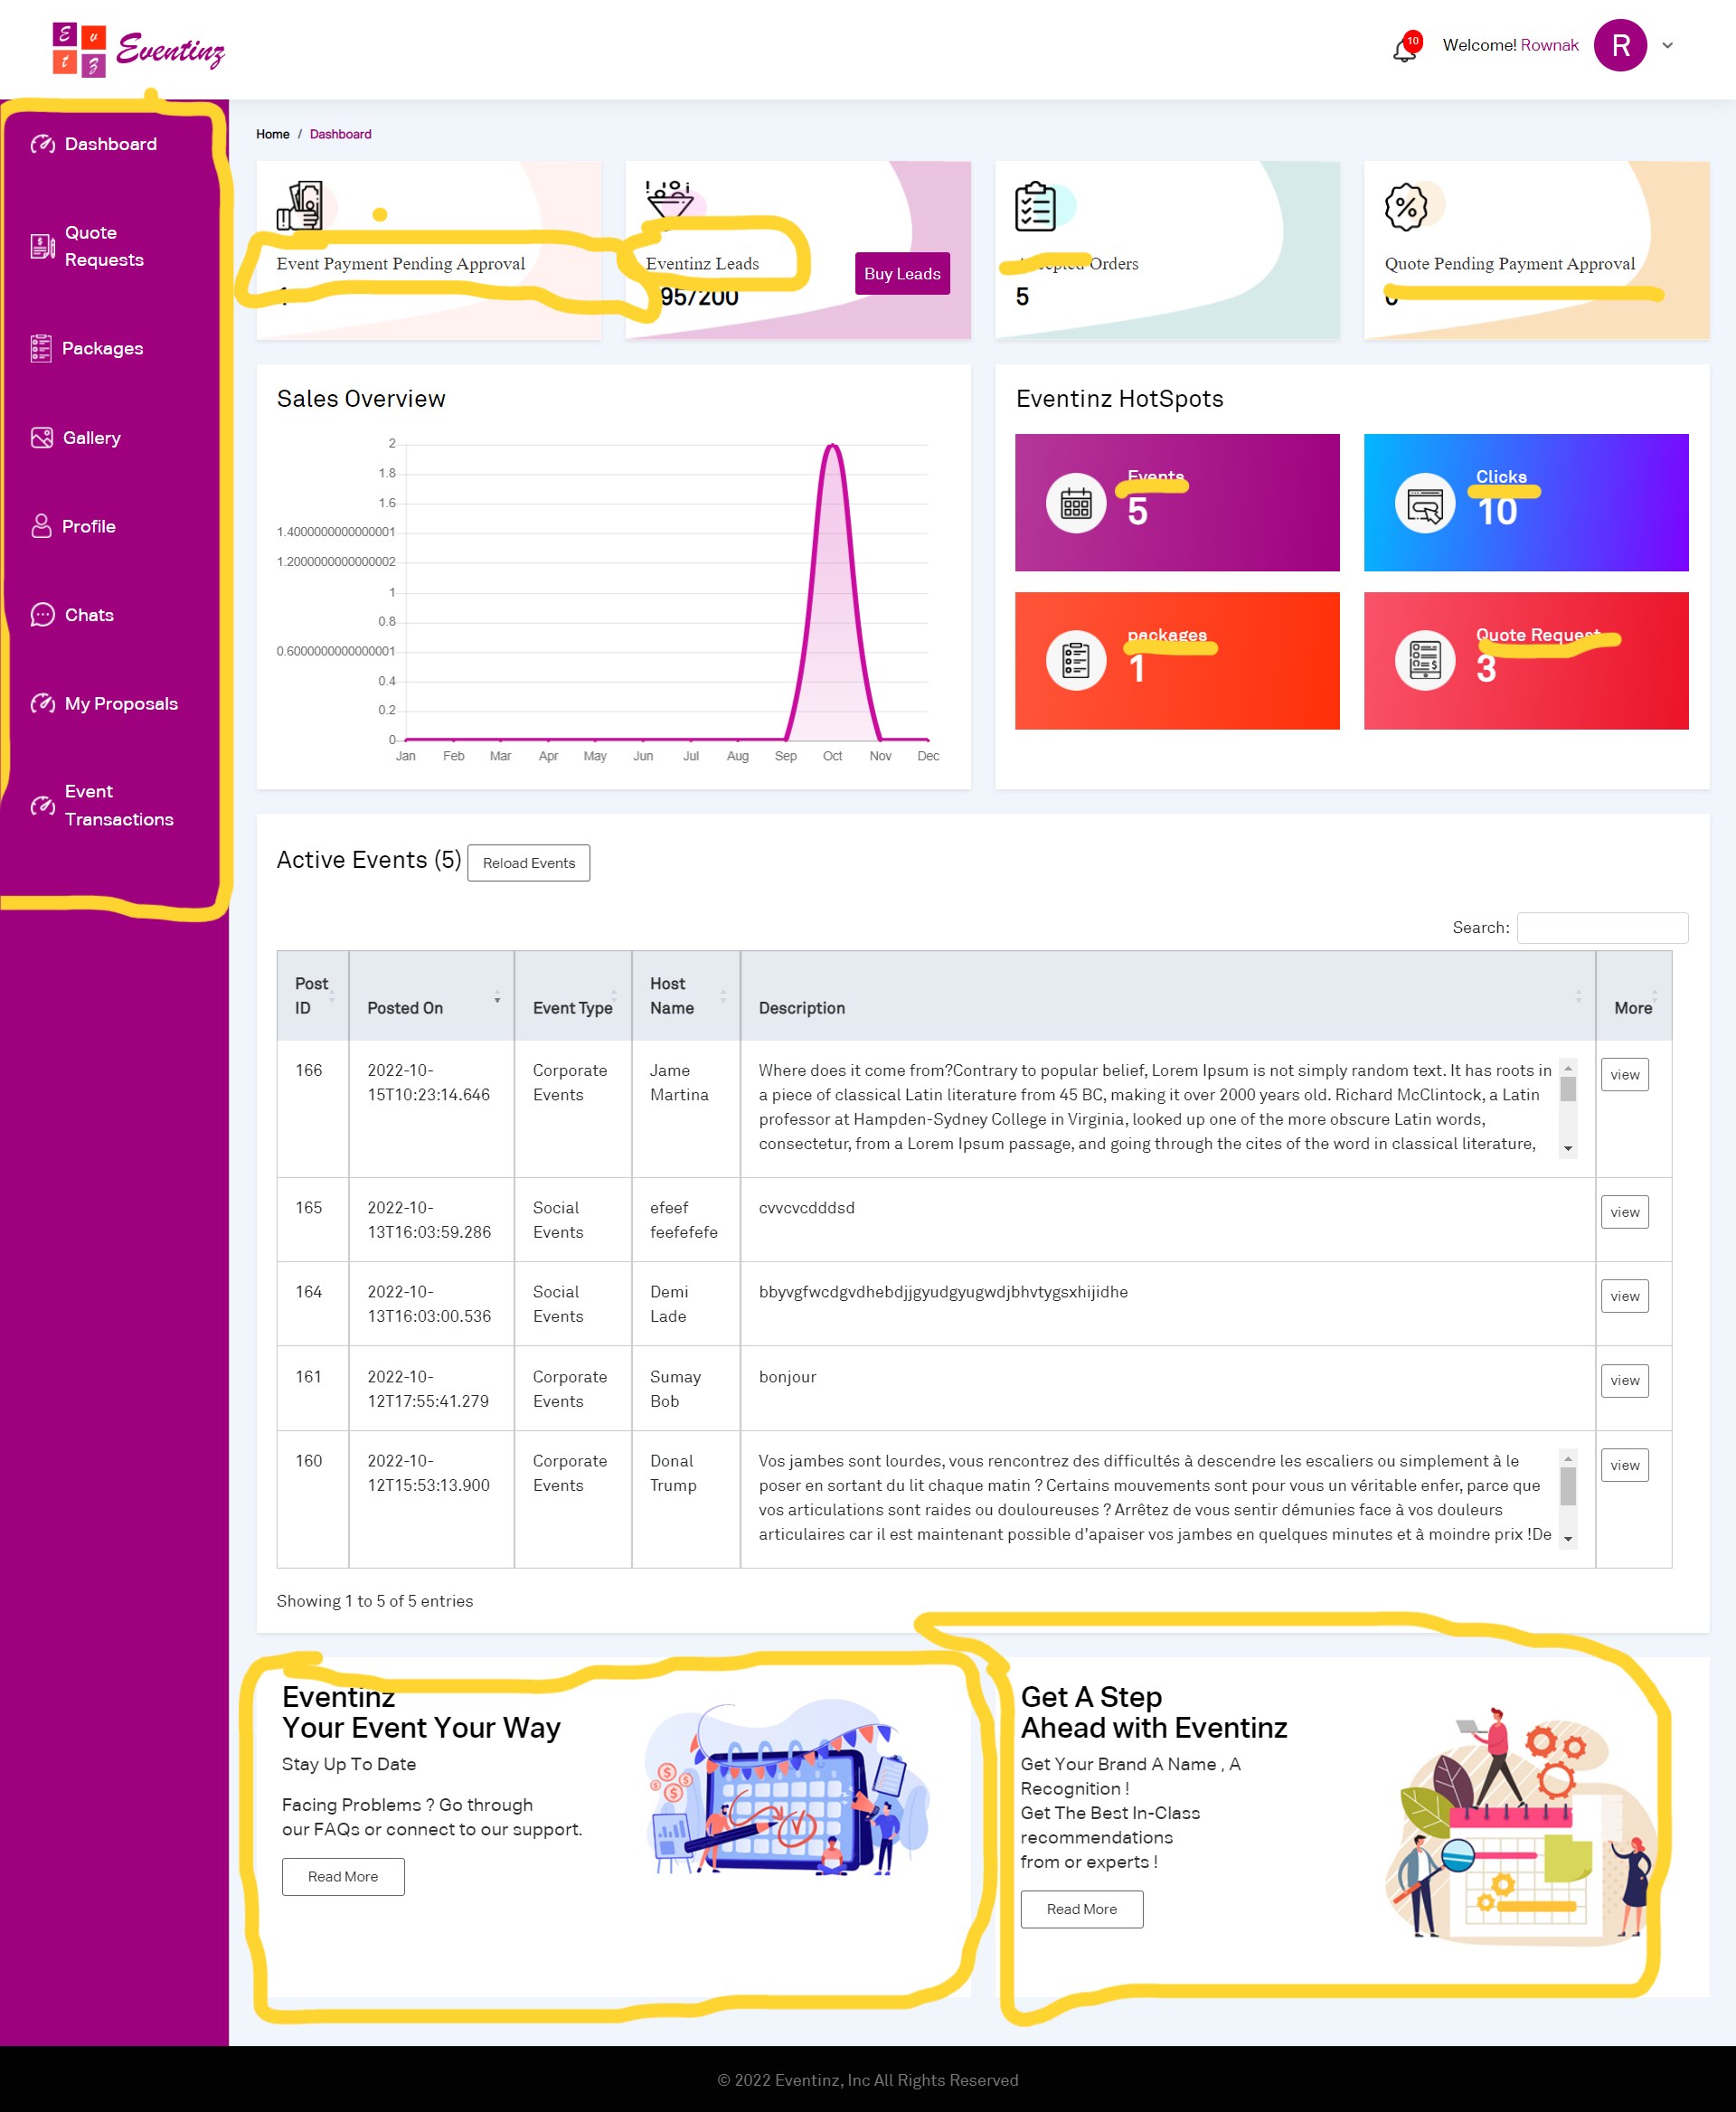 E v t z Eventinz
10
Welcome! Rownak R
Dashboard
Quote
Requests
Packages
Gallery
Profile
Chats
My Proposals
Event
Transactions
Home / Dashboard
Event Payment Pending Approval
Eventinz Leads
95/200
Buy Leads
Orders
5
Quote Pending Payment Approval
Sales Overview
2
1.8
1.6
1.4000000000000001
1.2000000000000002
1
0.8
0.6000000000000001
0.4
0.2
0
Jan Feb Mar Apr May Jun Jul Aug Sep Oct Nov Dec
Eventinz HotSpots
Events
5
Clicks
10
packages
1
Quote Request
3
Active Events (5) Reload Events
Search:
Post
ID
Posted On
Event Type
Host
Name
Description
More
166
2022-10-
15T10:23:14.646
Corporate
Events
Jame
Martina
Where does it come from?Contrary to popular belief, Lorem Ipsum is not simply random text. It has roots in
a piece of classical Latin literature from 45 BC, making it over 2000 years old. Richard McClintock, a Latin
professor at Hampden-Sydney College in Virginia, looked up one of the more obscure Latin words,
consectetur, from a Lorem Ipsum passage, and going through the cites of the word in classical literature,
view
165
2022-10-
13T16:03:59.286
Social
Events
efeef
feefefefe
cvvcvcdddsd
view
164
2022-10-
13T16:03:00.536
Social
Events
Demi
Lade
bbyvgfwcdgvdhebdjjgyudgyugwdjbhvtygsxhijidhe
view
161
2022-10-
12T17:55:41.279
Corporate
Events
Sumay
Bob
bonjour
view
160
2022-10-
12T15:53:13.900
Corporate
Events
Donal
Trump
Vos jambes sont lourdes, vous rencontrez des difficultés à descendre les escaliers ou simplement à le
poser en sortant du lit chaque matin ? Certains mouvements sont pour vous un véritable enfer, parce que
vos articulations sont raides ou douloureuses ? Arrêtez de vous sentir démunies face à vos douleurs
articulaires car il est maintenant possible d'apaiser vos jambes en quelques minutes et à moindre prix !De
view
Showing 1 to 5 of 5 entries
Eventinz
Your Event Your Way
Stay Up To Date
Facing Problems ? Go through
our FAQs or connect to our support.
Read More
Get A Step
Ahead with Eventinz
Get Your Brand A Name , A
Recognition !
Get The Best In-Class
recommendations
from or experts !
Read More
© 2022 Eventinz, Inc All Rights Reserved